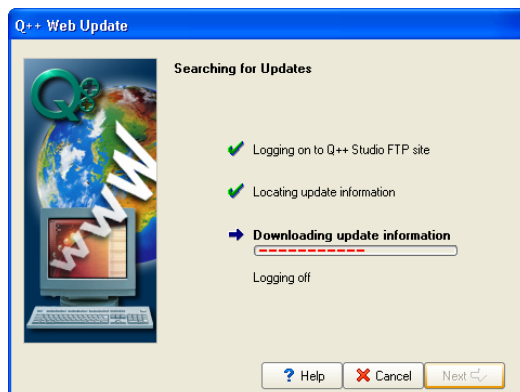 Q++ Web Update
Q++
www
Searching for Updates
Logging on to Q++ Studio FTP site
Locating update information
Downloading update information
Logging off
? Help
Cancel
Next